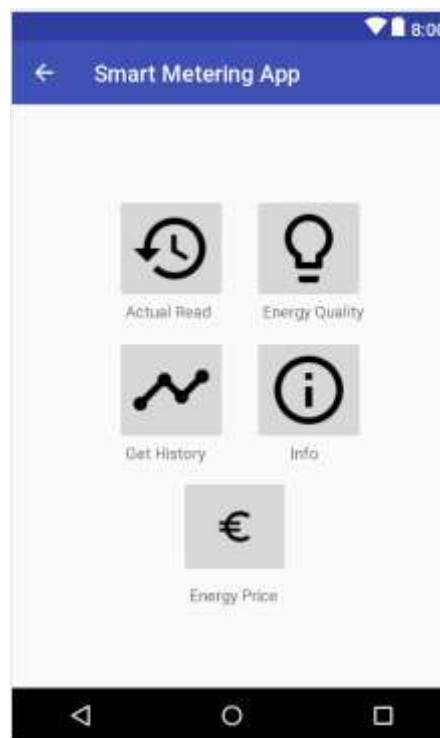 8:00
Smart Metering App
Actual Read Energy Quality
Get History Info
€
Energy Price